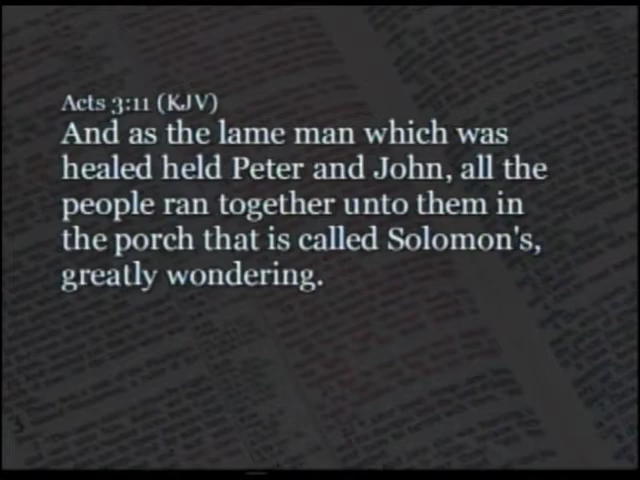 Acts 3:11 (KJV)
And as the lame man which was
healed held Peter and John, all the
people ran together unto them in
the porch that is called Solomon's,
greatly wondering.